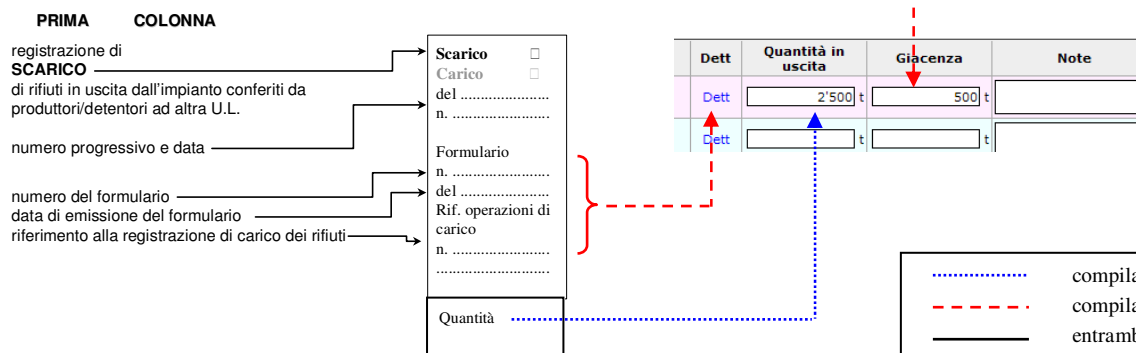 PRIMA COLONNA
registrazione di
SCARICO
di rifiuti in uscita dall'impianto conferiti da
produttori/detentori ad altra U.L.
numero progressivo e data
numero del formulario
data di emissione del formulario
riferimento alla registrazione di carico dei rifiuti
Scarico □
Carico □
del ......................
n. .........................
Formulario
n. .........................
del ......................
Rif. operazioni di
carico
n. .........................
.............................
Quantità
Dett Quantità in uscita Giacenza Note
Dett 2'500 t 500 t
Dett t t
compila
compila
entramb